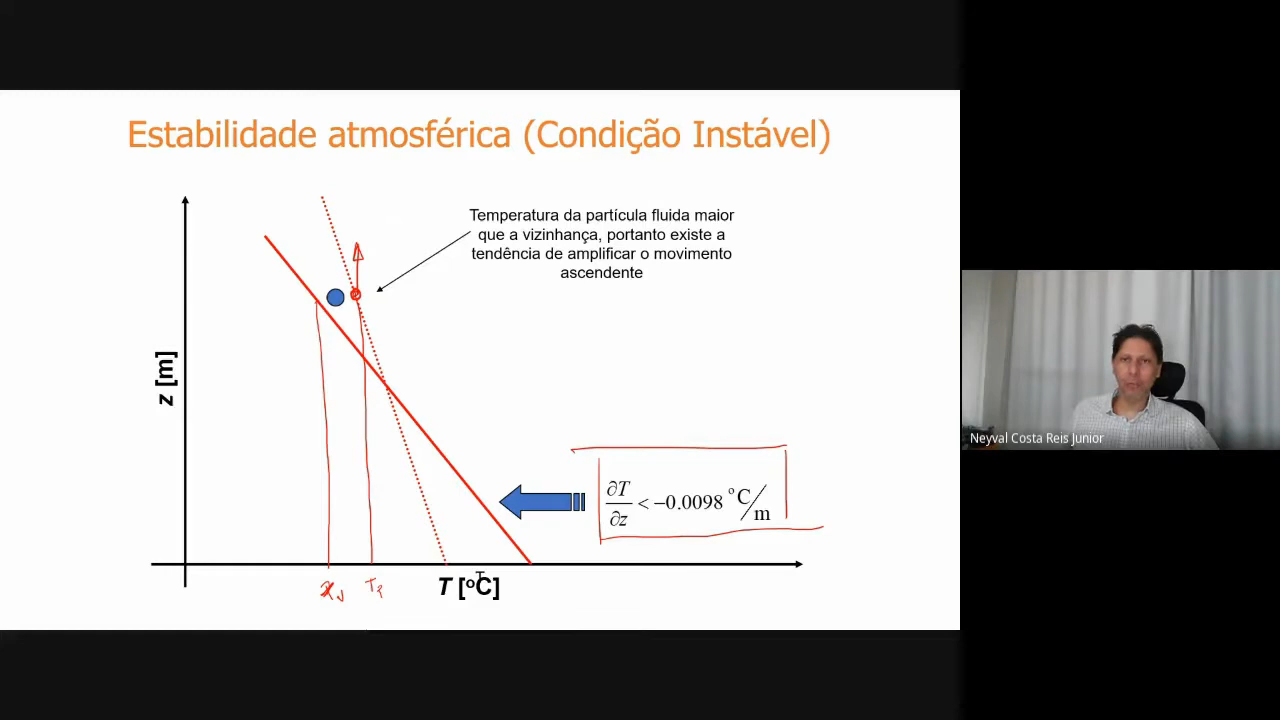 Estabilidade atmosférica (Condição Instável)
Temperatura da partícula fluida maior
que a vizinhança, portanto existe a
tendência de amplificar o movimento
ascendente
z [m]
∂T/∂z < −0.0098 °C/m
T [ºC]
T
Neyval Costa Reis Junior